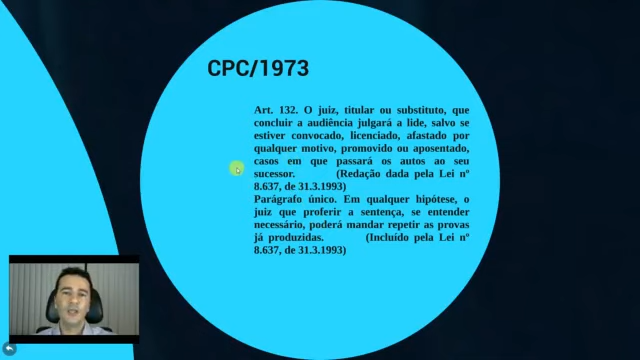 CPC/1973
Art. 132. O juiz, titular ou substituto, que
concluir a audiência julgará a lide, salvo se
estiver convocado, licenciado, afastado por
qualquer motivo, promovido ou aposentado,
casos em que passará os autos ao seu
sucessor. (Redação dada pela Lei nº
8.637, de 31.3.1993)
Parágrafo único. Em qualquer hipótese, o
juiz que proferir a sentença, se entender
necessário, poderá mandar repetir as provas
já produzidas. (Incluído pela Lei nº
8.637, de 31.3.1993)